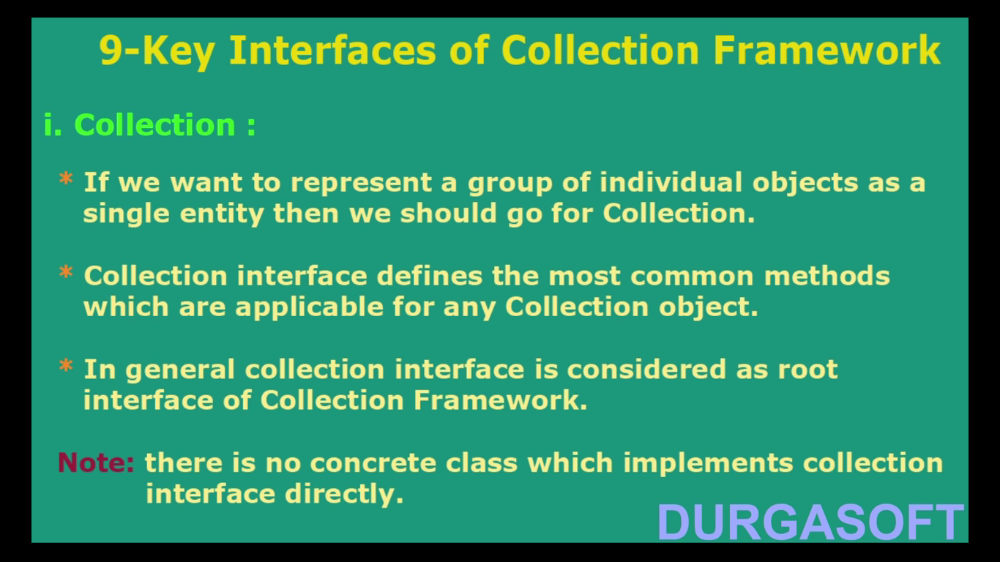 9-Key Interfaces of Collection Framework
i. Collection :
* If we want to represent a group of individual objects as a
single entity then we should go for Collection.
* Collection interface defines the most common methods
which are applicable for any Collection object.
* In general collection interface is considered as root
interface of Collection Framework.
Note: there is no concrete class which implements collection
interface directly.
DURGASOFT